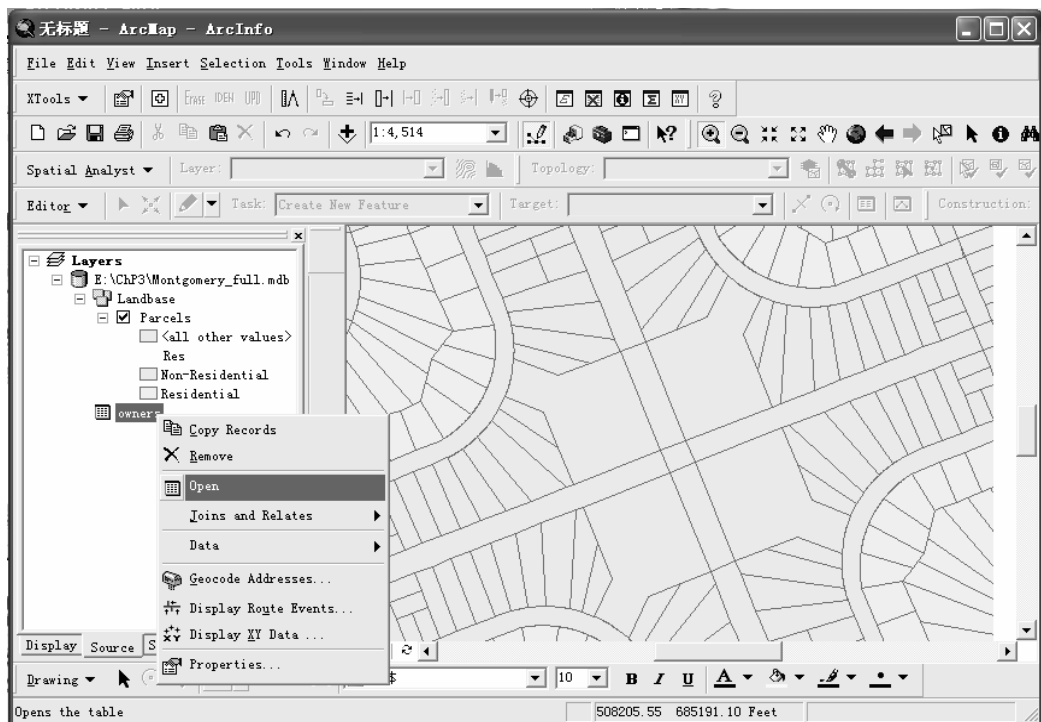 无标题 - ArcMap - ArcInfo
File Edit View Insert Selection Tools Window Help
XTools
1:4,514
Spatial Analyst Layer: Topology:
Editor Task: Create New Feature Target: Construction:
Layers
E:\ChP3\Montgomery_full.mdb
Landbase
Parcels
<all other values>
Res
Non-Residential
Residential
owners
Copy Records
Remove
Open
Joins and Relates
Data
Geocode Addresses...
Display Route Events...
Display XY Data ...
Properties...
Display Source S
Drawing 10 B I U A
Opens the table 508205.55 685191.10 Feet